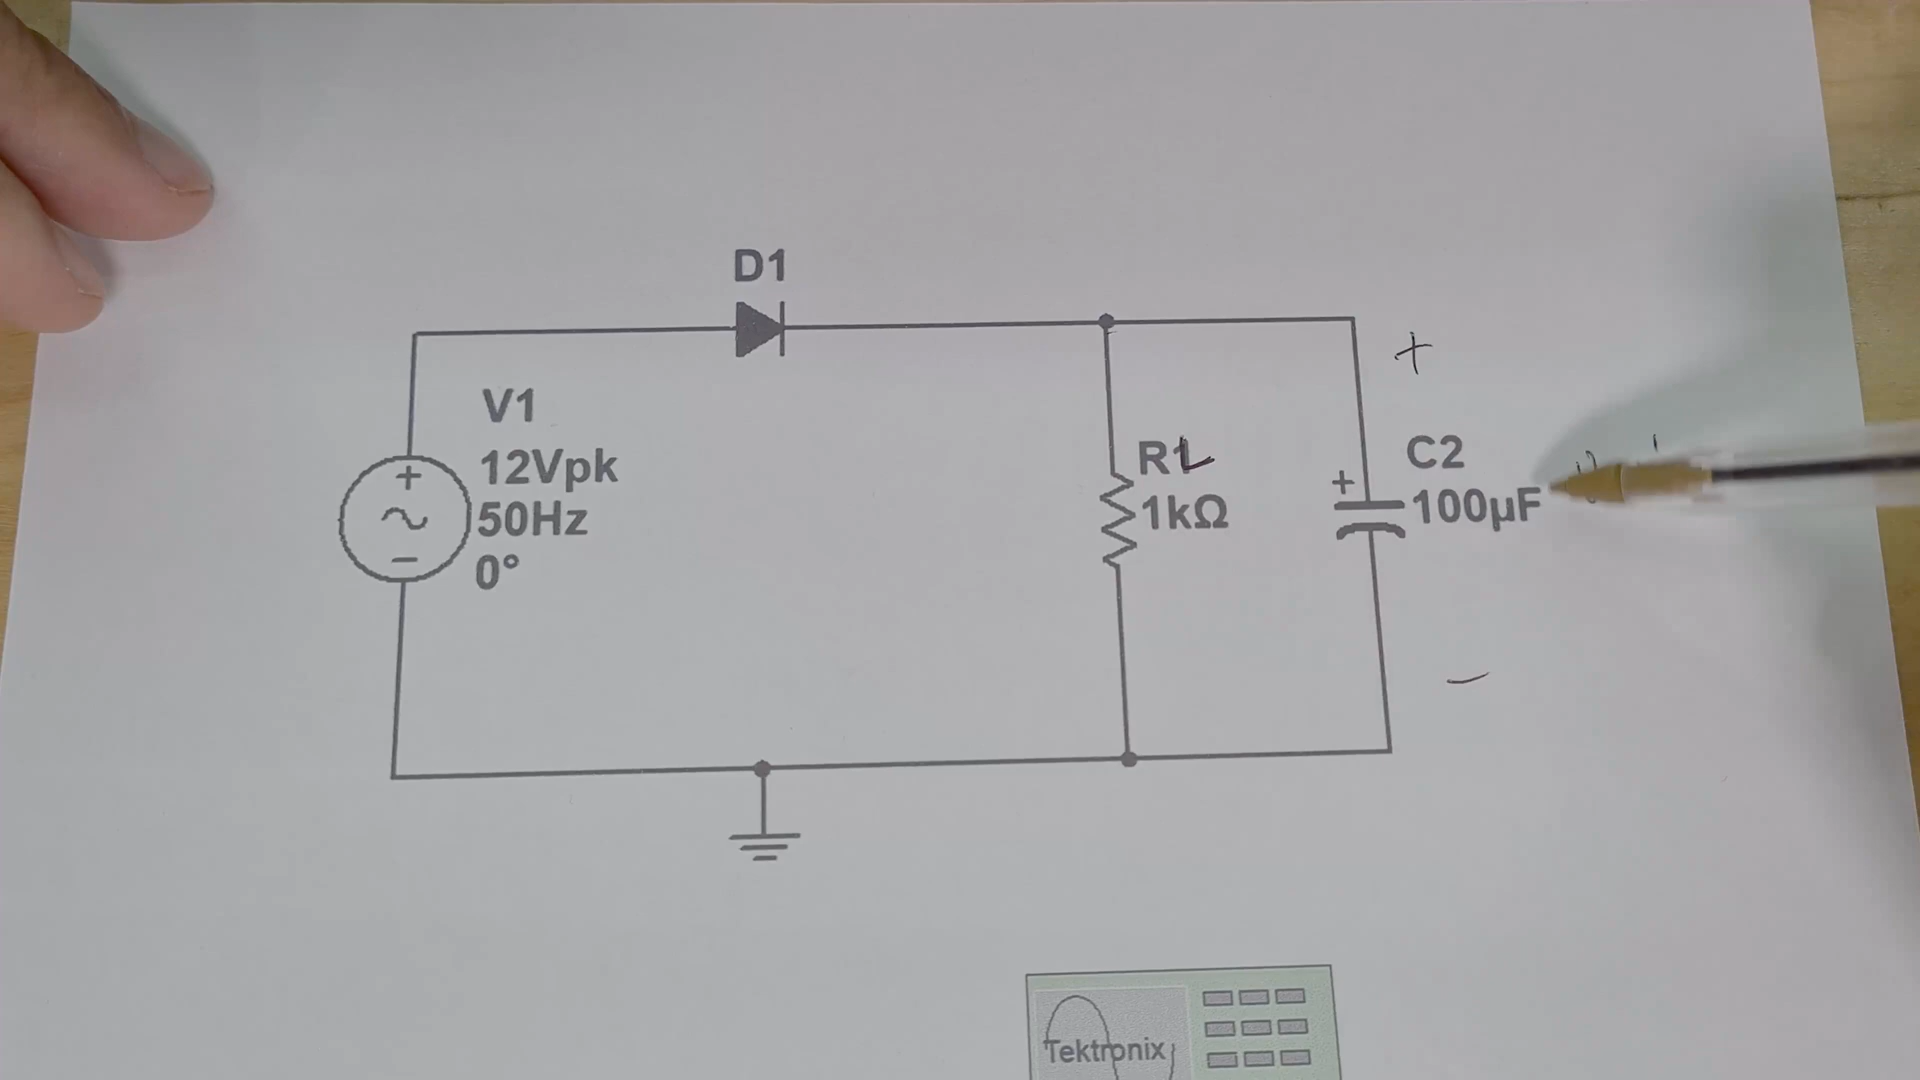 D1
V1
12Vpk
50Hz
0°
+
~
−
RL
1kΩ
+
C2
100µF
+
−
Tektronix